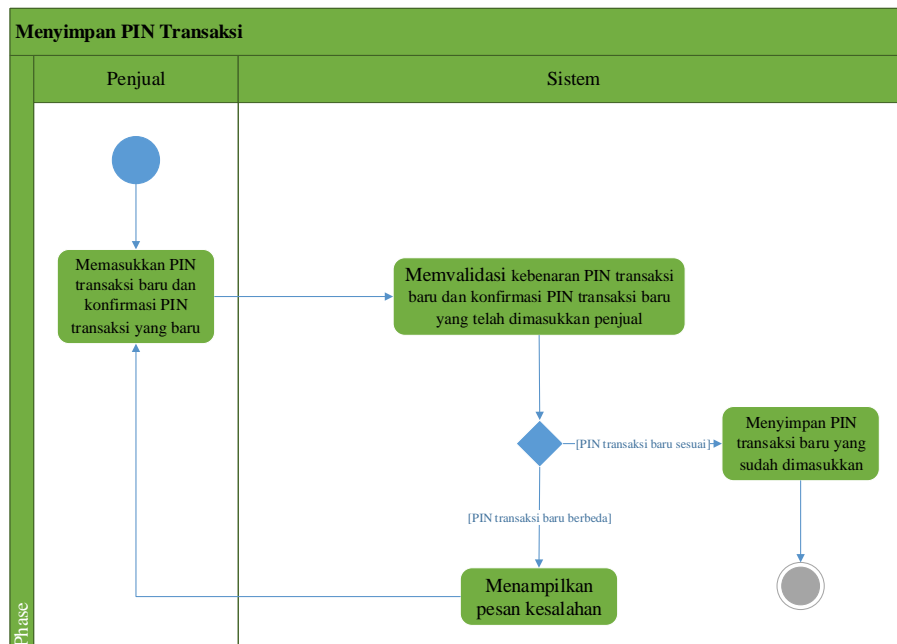 Menyimpan PIN Transaksi
Penjual
Sistem
Memasukkan PIN
transaksi baru dan
konfirmasi PIN
transaksi yang baru
Memvalidasi kebenaran PIN transaksi
baru dan konfirmasi PIN transaksi baru
yang telah dimasukkan penjual
[PIN transaksi baru sesuai]
Menyimpan PIN
transaksi baru yang
sudah dimasukkan
[PIN transaksi baru berbeda]
Menampilkan
pesan kesalahan
Phase